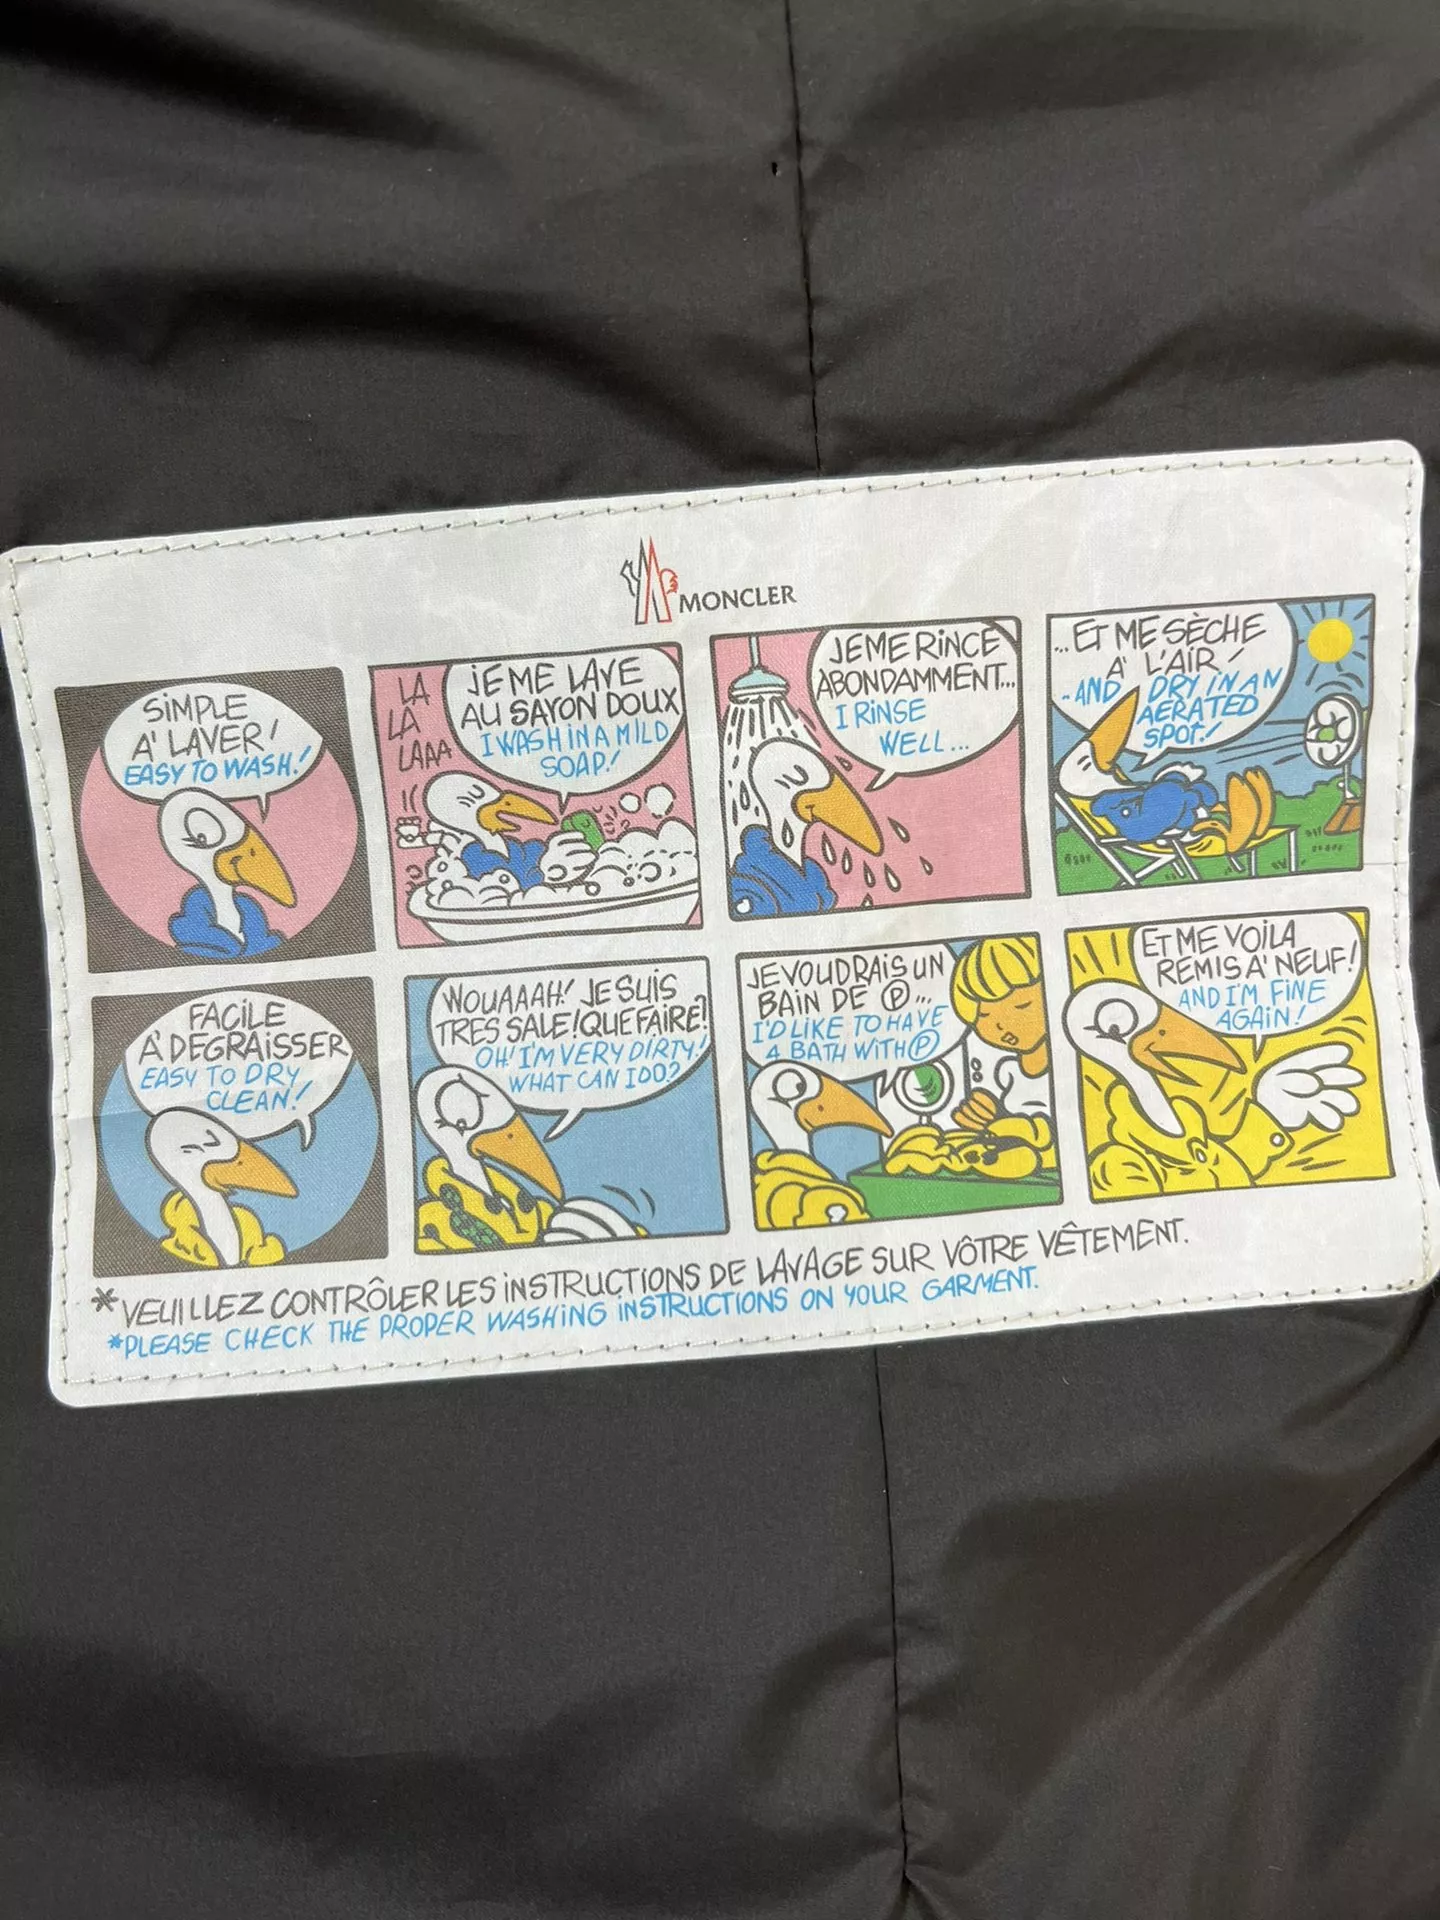 MONCLER
SIMPLE
A' LAVER!
EASY TO WASH!
LA
LA
LAAA
JE ME LAVE
AU SAVON DOUX
I WASH IN A MILD
SOAP!
JE ME RINCE
ABONDAMMENT...
I RINSE
WELL...
...ET ME SÈCHE
A' L'AIR!
..AND DRY IN AN
AERATED
SPOT!
FACILE
A' DEGRAISSER
EASY TO DRY
CLEAN!
WOUAAAH! JE SUIS
TRES SALE! QUE FAIRE?
OH! I'M VERY DIRTY!
WHAT CAN I DO?
JE VOUDRAIS UN
BAIN DE Ⓟ...
I'D LIKE TO HAVE
A BATH WITH Ⓟ
ET ME VOILA
REMIS A' NEUF!
AND I'M FINE
AGAIN!
*VEUILLEZ CONTRÔLER LES INSTRUCTIONS DE LAVAGE SUR VÔTRE VÊTEMENT.
*PLEASE CHECK THE PROPER WASHING INSTRUCTIONS ON YOUR GARMENT.